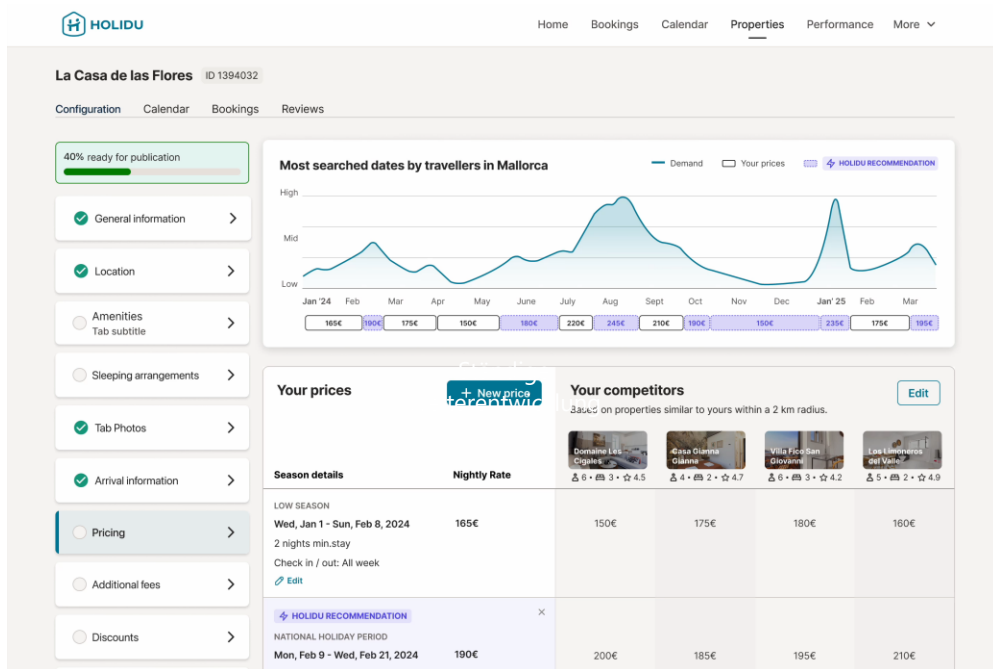 HOLIDU
Home Bookings Calendar Properties Performance More
La Casa de las Flores ID 1394032
Configuration Calendar Bookings Reviews
40% ready for publication
General information
Location
Amenities
Tab subtitle
Sleeping arrangements
Tab Photos
Arrival information
Pricing
Additional fees
Discounts
Most searched dates by travellers in Mallorca
Demand Your prices HOLIDU RECOMMENDATION
High
Mid
Low
Jan '24 Feb Mar Apr May June July Aug Sept Oct Nov Dec Jan' 25 Feb Mar
165€ 190€ 175€ 150€ 180€ 220€ 245€ 210€ 190€ 150€ 235€ 175€ 195€
Your prices
+ New price
Season details Nightly Rate
Your competitors
Edit
Based on properties similar to yours within a 2 km radius.
Domaine Les Cigales
6 • 3 • 4.5
Casa Gianna Gianna
4 • 2 • 4.7
Villa Fico San Giovanni
6 • 3 • 4.2
Los Limoneros del Valle
5 • 2 • 4.9
LOW SEASON
Wed, Jan 1 - Sun, Feb 8, 2024 165€ 150€ 175€ 180€ 160€
2 nights min.stay
Check in / out: All week
Edit
HOLIDU RECOMMENDATION
NATIONAL HOLIDAY PERIOD
Mon, Feb 9 - Wed, Feb 21, 2024 190€ 200€ 185€ 195€ 210€